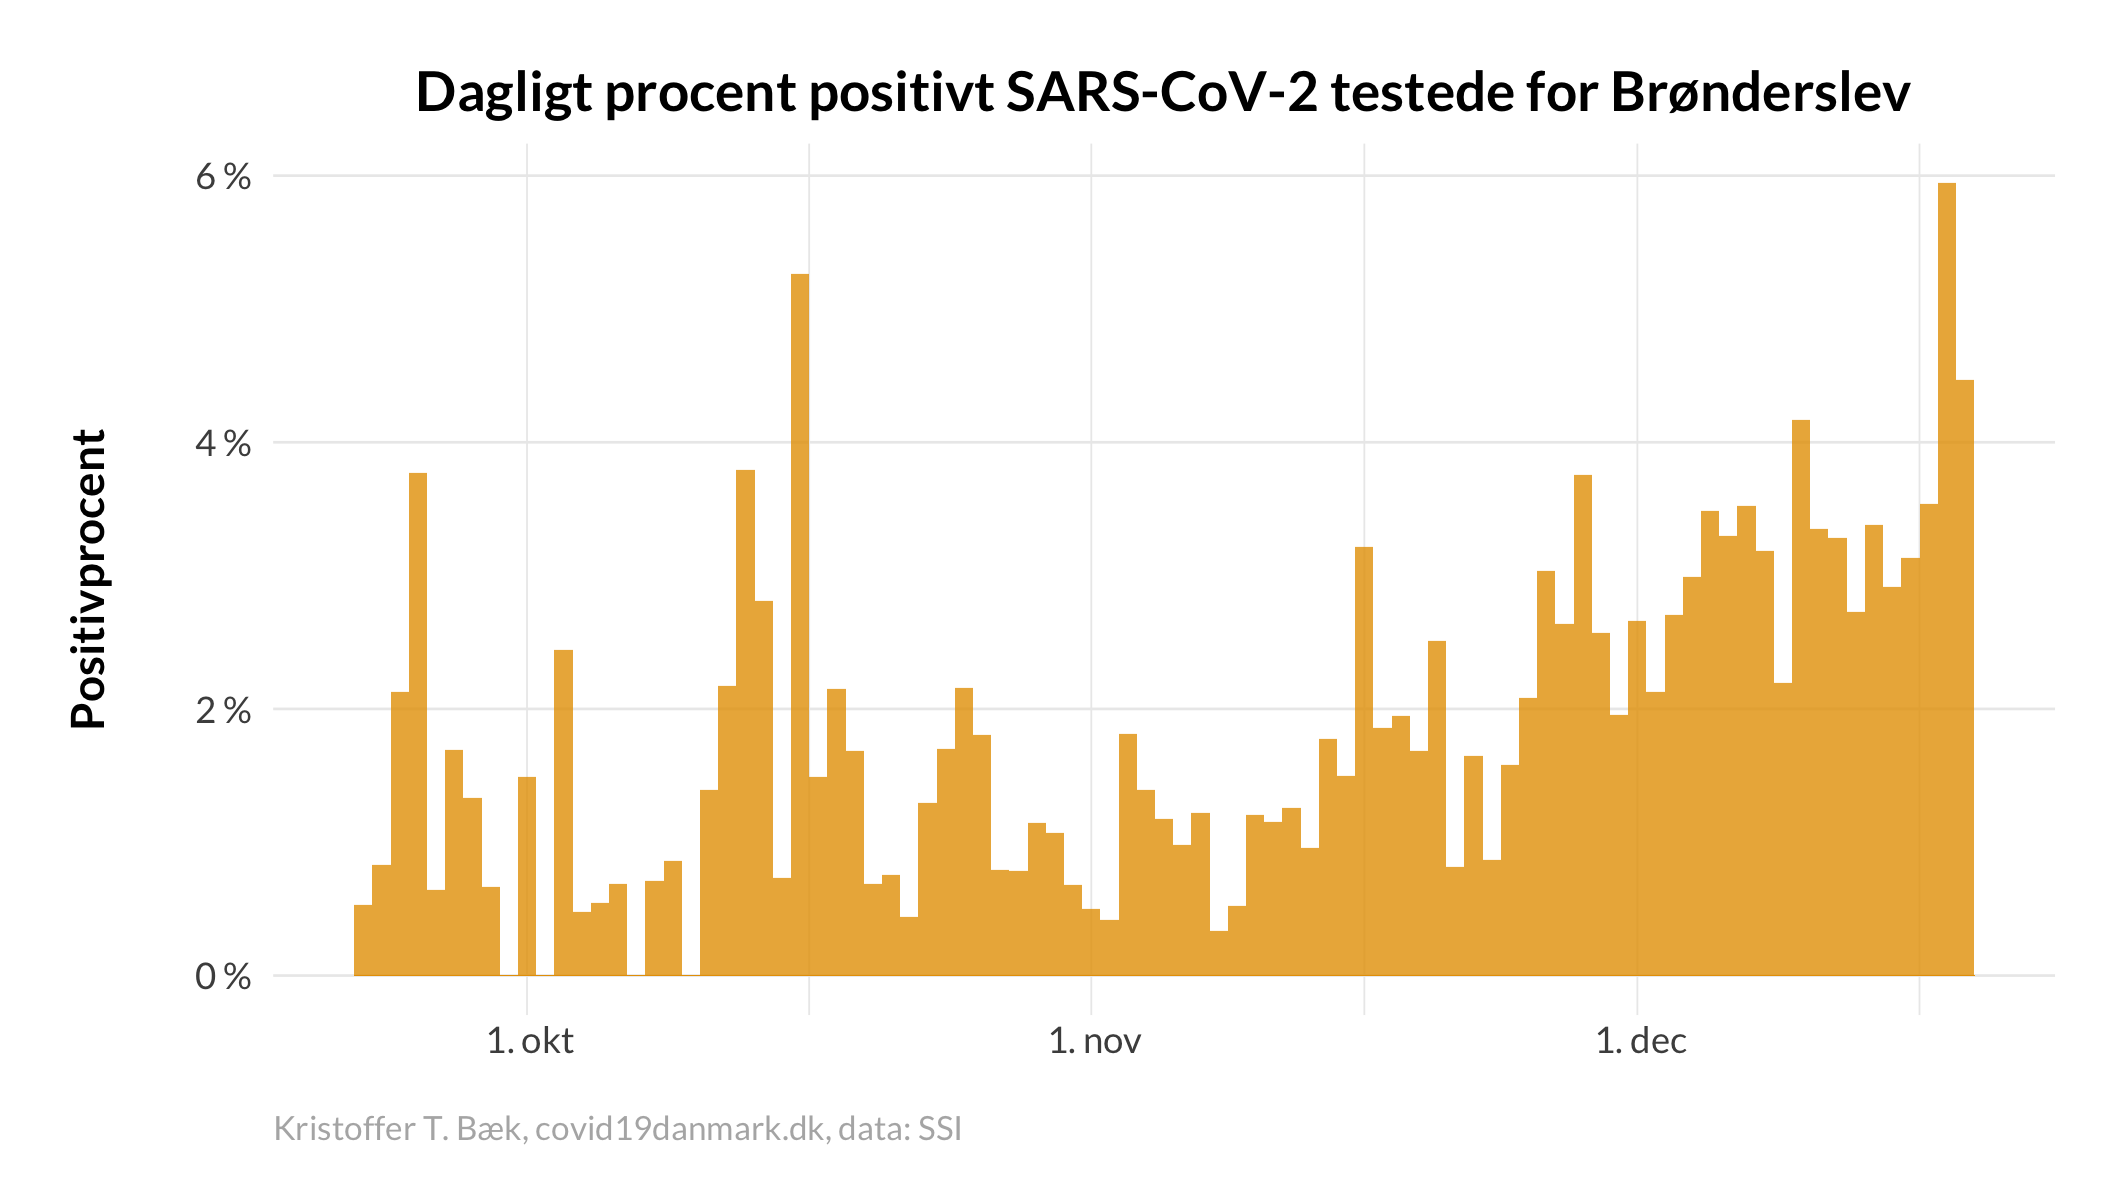 Dagligt procent positivt SARS-CoV-2 testede for Brønderslev
Positivprocent
6 %
4 %
2 %
0 %
1. okt
1. nov
1. dec
Kristoffer T. Bæk, covid19danmark.dk, data: SSI